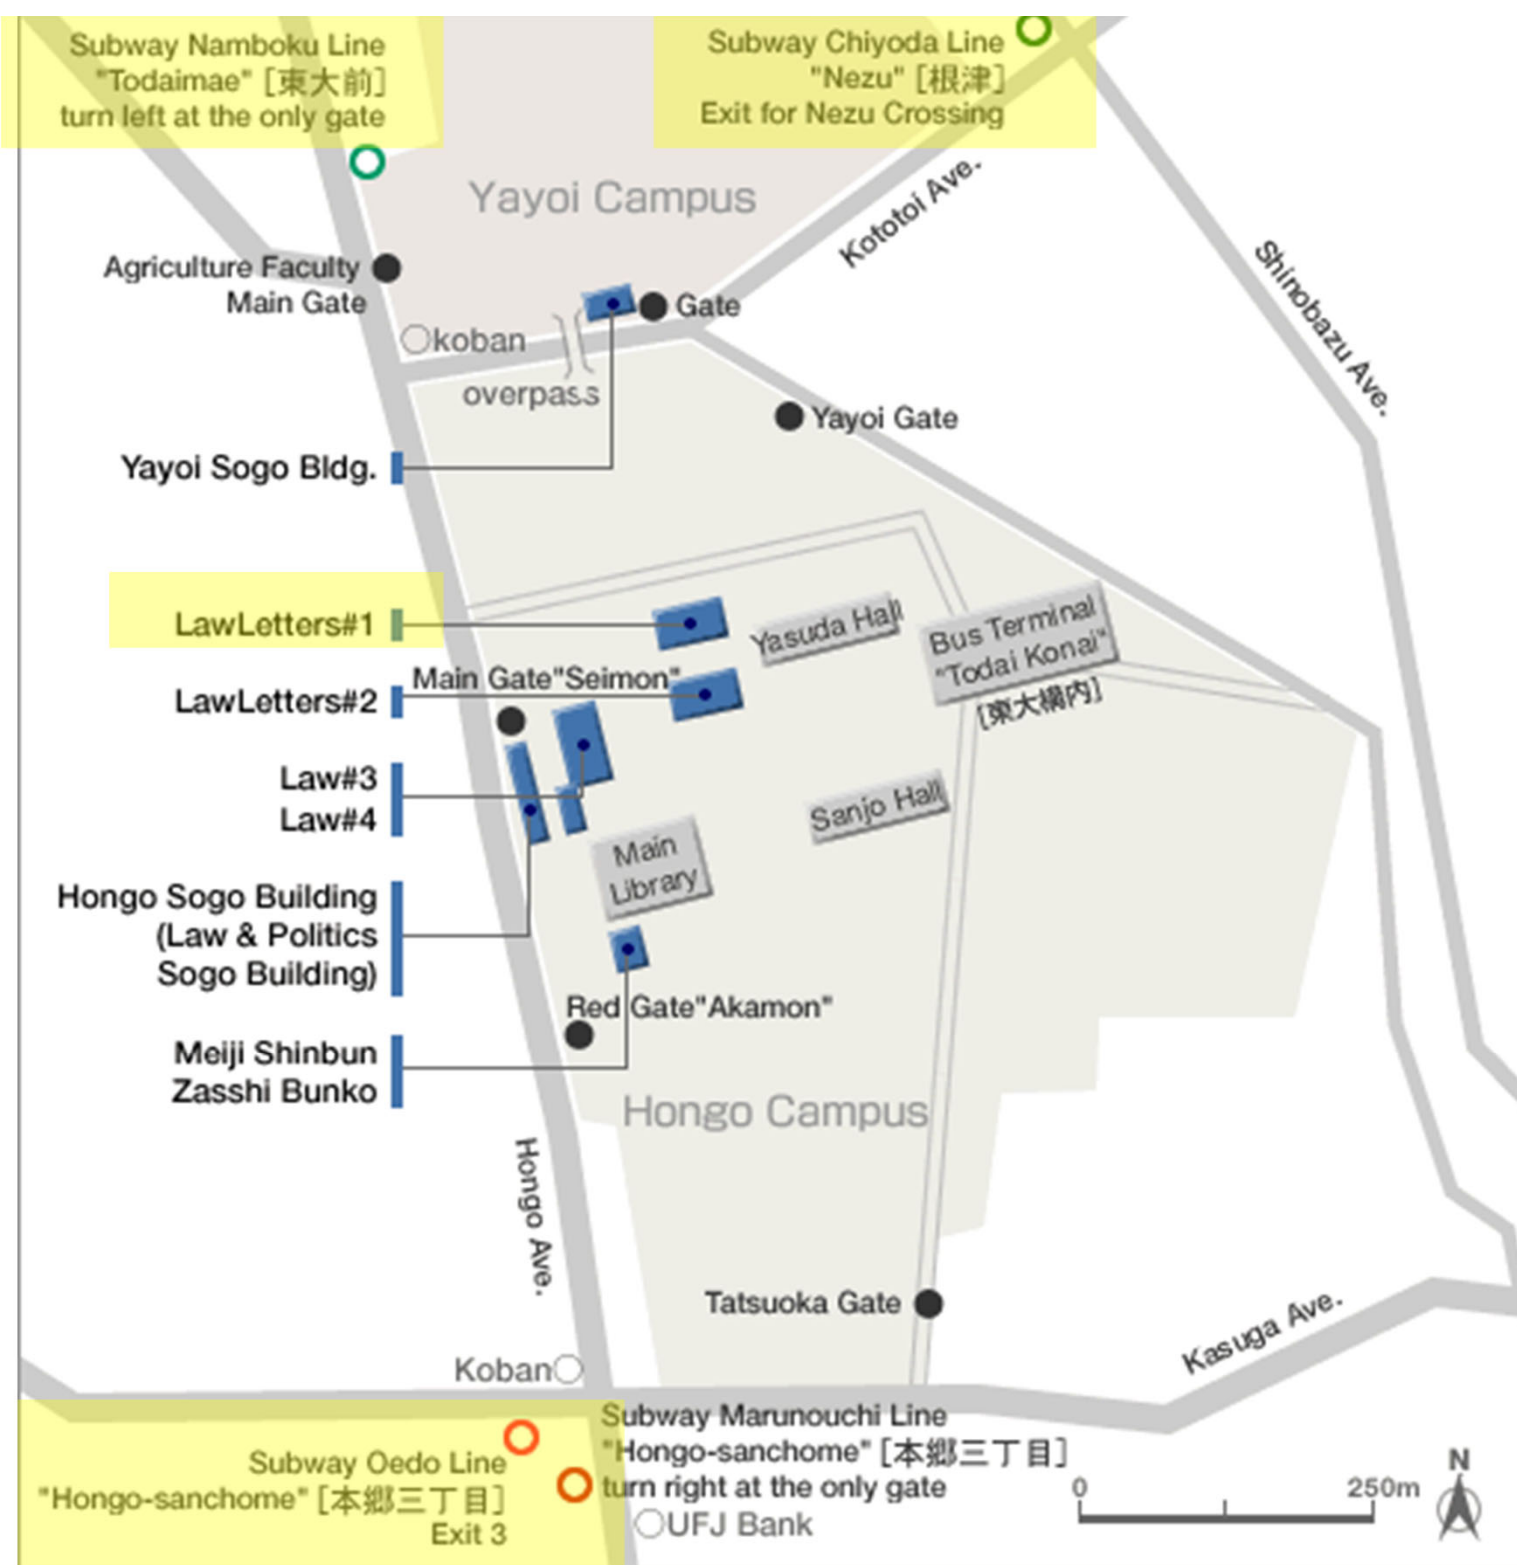 Subway Namboku Line
"Todaimae" [東大前]
turn left at the only gate
Subway Chiyoda Line
"Nezu" [根津]
Exit for Nezu Crossing
Yayoi Campus
Kototoi Ave.
Shinobazu Ave.
Agriculture Faculty
Main Gate
Gate
koban
overpass
Yayoi Gate
Yayoi Sogo Bldg.
LawLetters#1
Yasuda Hall
Bus Terminal
"Todai Konai"
[東大構内]
Main Gate"Seimon"
LawLetters#2
Law#3
Law#4
Sanjo Hall
Main
Library
Hongo Sogo Building
(Law & Politics
Sogo Building)
Red Gate"Akamon"
Meiji Shinbun
Zasshi Bunko
Hongo Campus
Hongo Ave.
Tatsuoka Gate
Kasuga Ave.
Koban
Subway Oedo Line
"Hongo-sanchome" [本郷三丁目]
Exit 3
Subway Marunouchi Line
"Hongo-sanchome" [本郷三丁目]
turn right at the only gate
UFJ Bank
0 250m
N